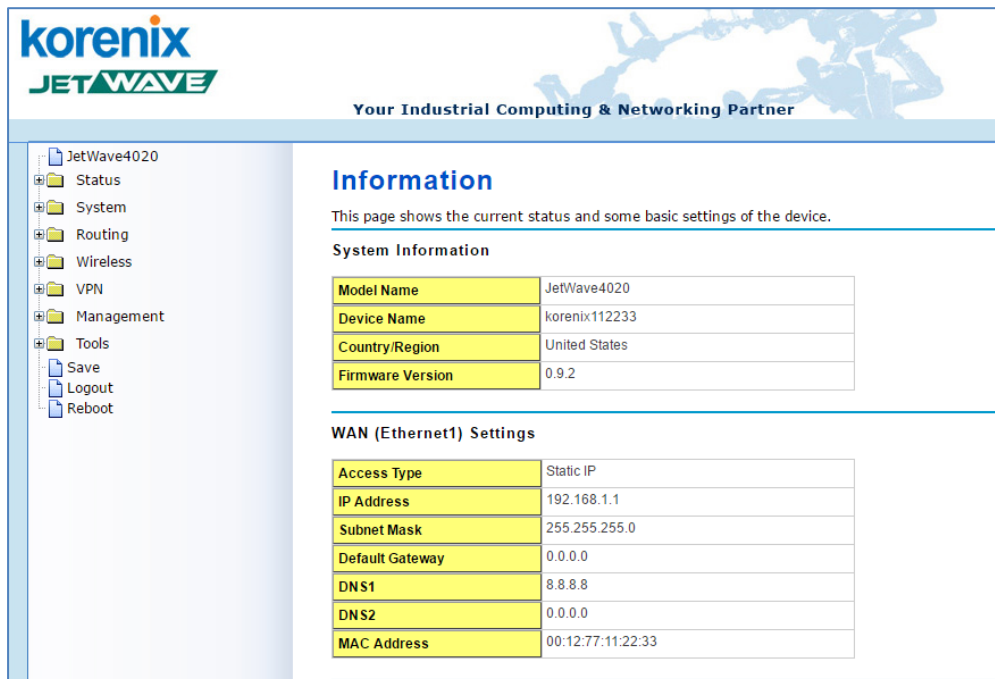 korenix
JETWAVE
Your Industrial Computing & Networking Partner
JetWave4020
Status
System
Routing
Wireless
VPN
Management
Tools
Save
Logout
Reboot
Information
This page shows the current status and some basic settings of the device.
System Information
Model Name JetWave4020
Device Name korenix112233
Country/Region United States
Firmware Version 0.9.2
WAN (Ethernet1) Settings
Access Type Static IP
IP Address 192.168.1.1
Subnet Mask 255.255.255.0
Default Gateway 0.0.0.0
DNS1 8.8.8.8
DNS2 0.0.0.0
MAC Address 00:12:77:11:22:33